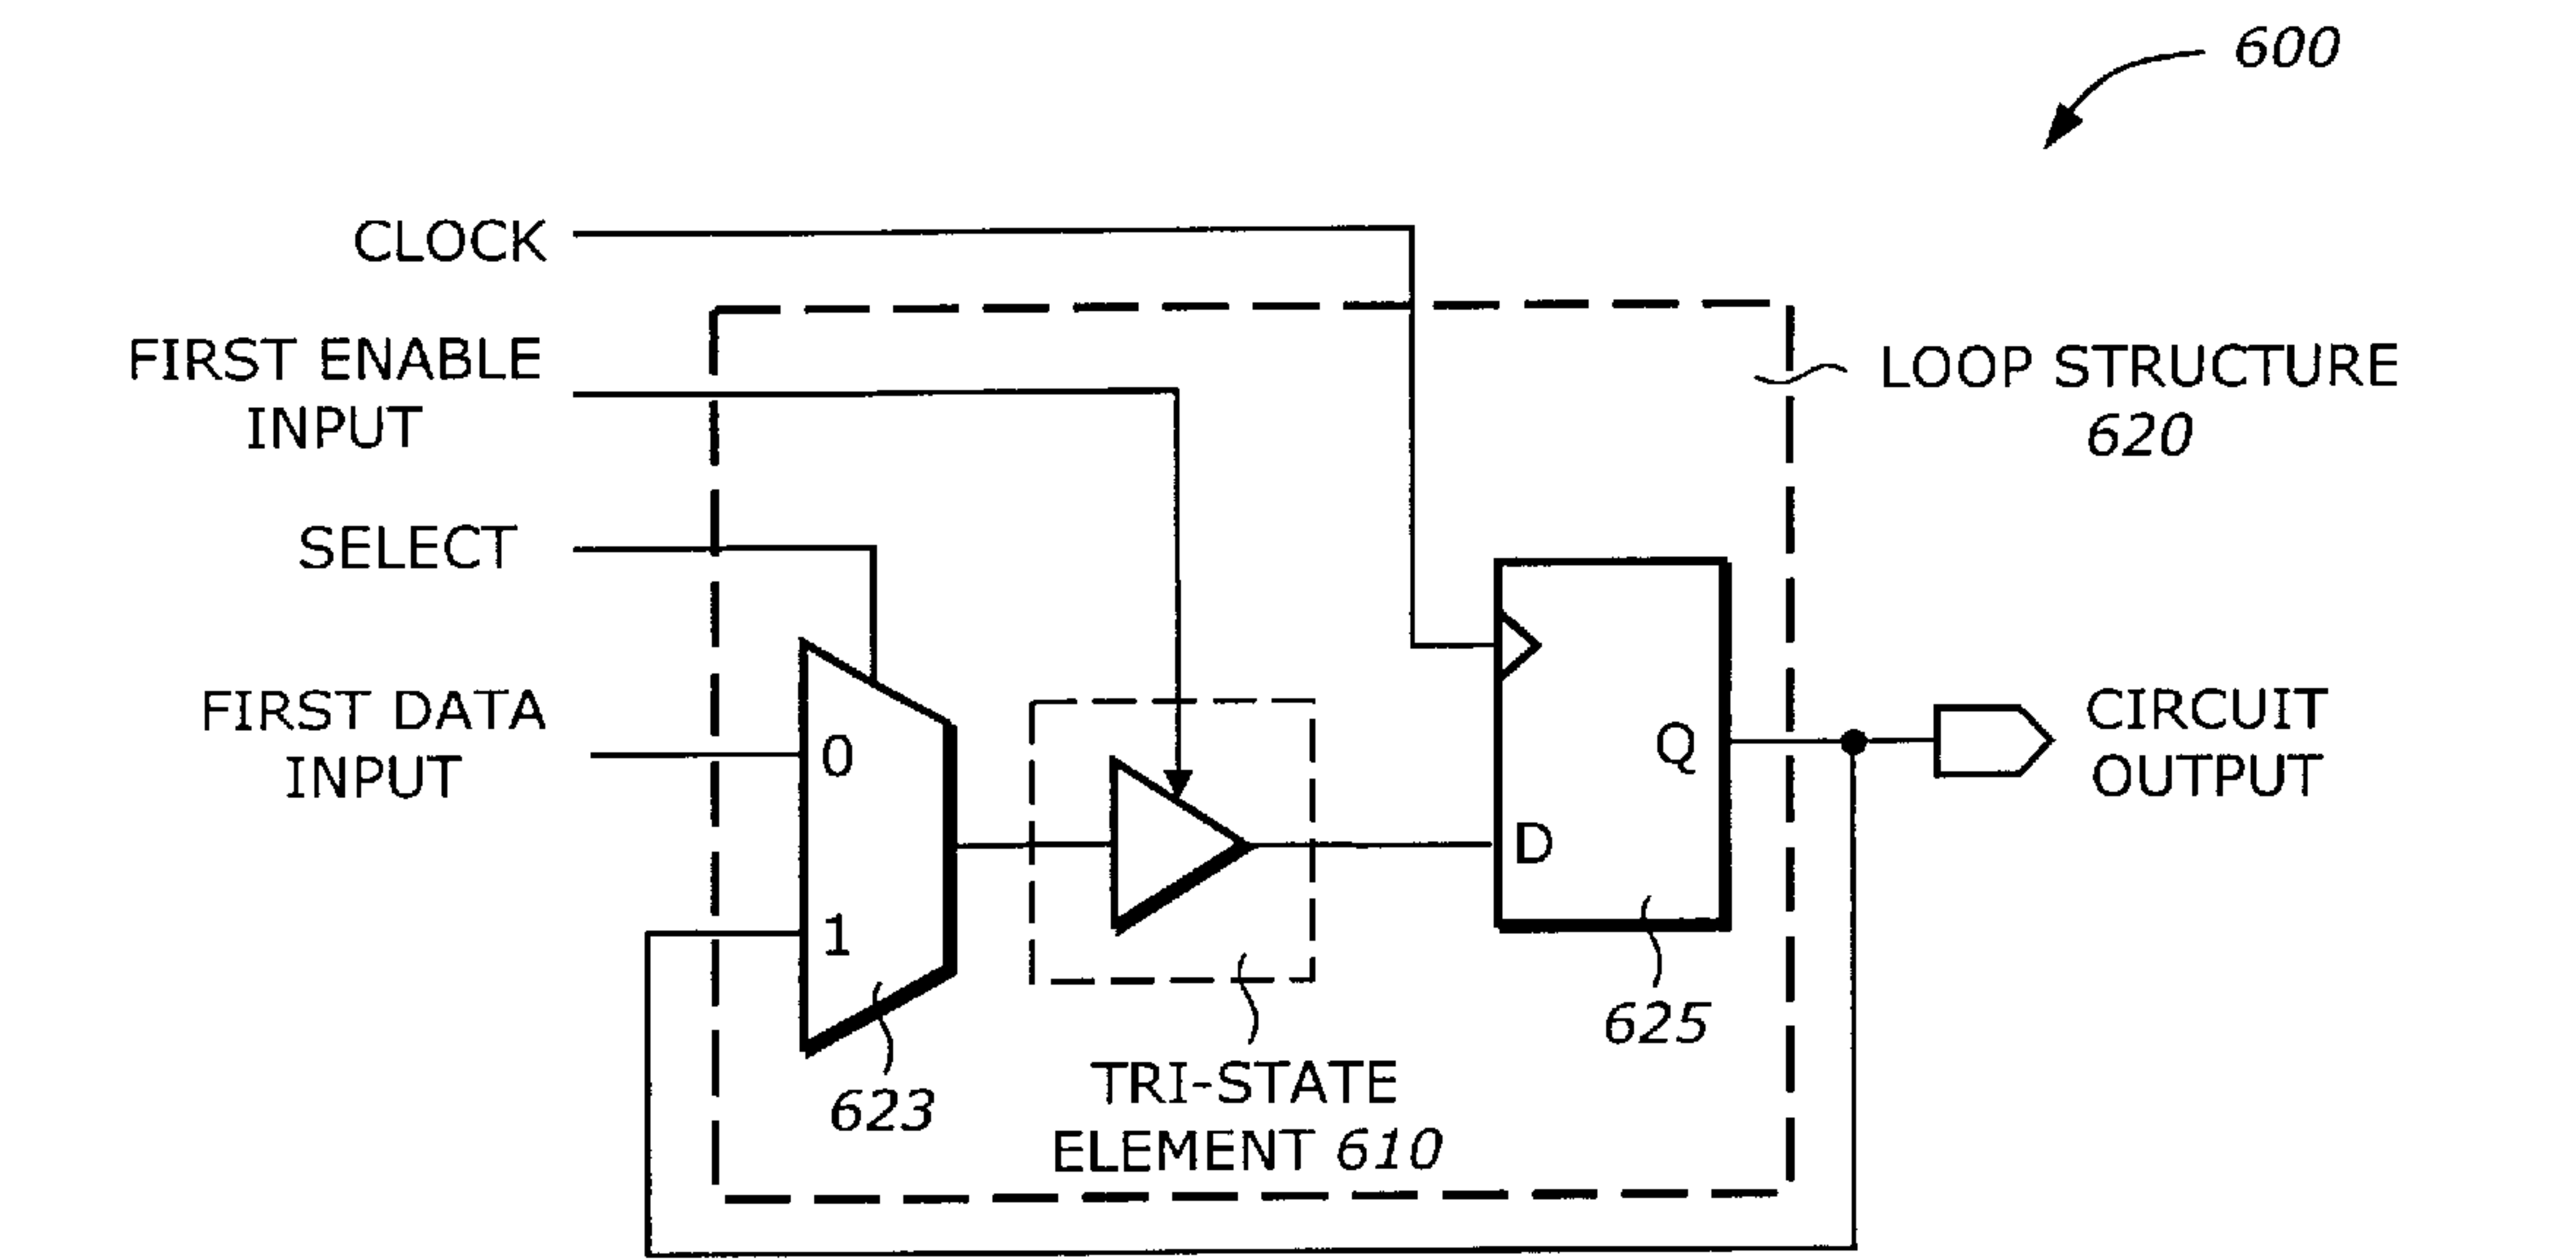 600
CLOCK
FIRST ENABLE
INPUT
LOOP STRUCTURE
620
SELECT
FIRST DATA
INPUT
0
1
Q
D
CIRCUIT
OUTPUT
623
625
TRI-STATE
ELEMENT 610